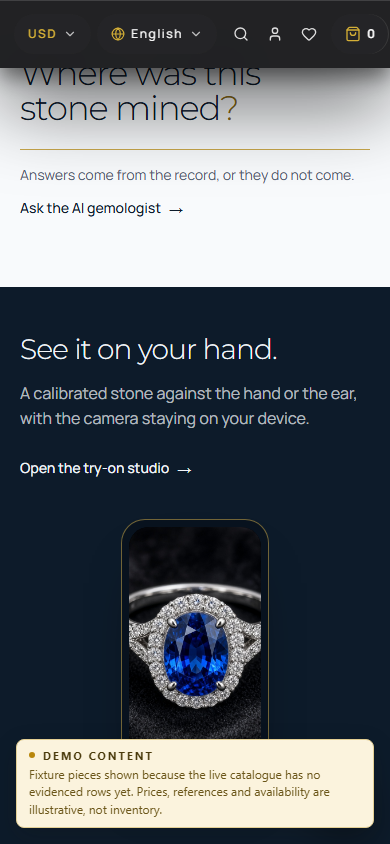 USD English 0
Where was this
stone mined?
Answers come from the record, or they do not come.
Ask the AI gemologist →
See it on your hand.
A calibrated stone against the hand or the ear,
with the camera staying on your device.
Open the try-on studio →
DEMO CONTENT
Fixture pieces shown because the live catalogue has no
evidenced rows yet. Prices, references and availability are
illustrative, not inventory.